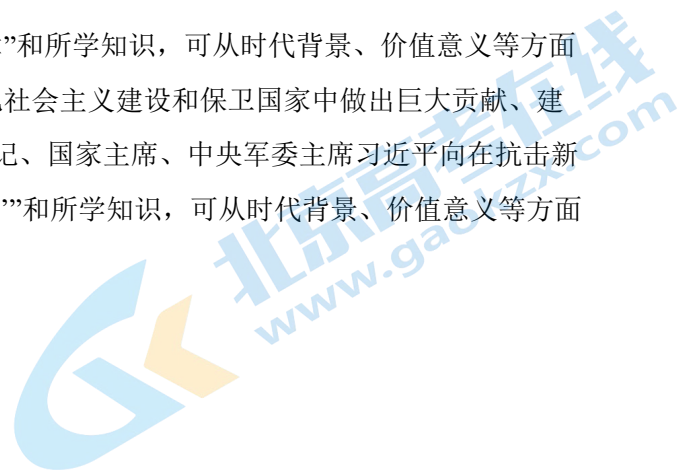 ”和所学知识，可从时代背景、价值意义等方面
社会主义建设和保卫国家中做出巨大贡献、建
记、国家主席、中央军委主席习近平向在抗击新
’”和所学知识，可从时代背景、价值意义等方面
北京高考在线
www.gaokzx.com